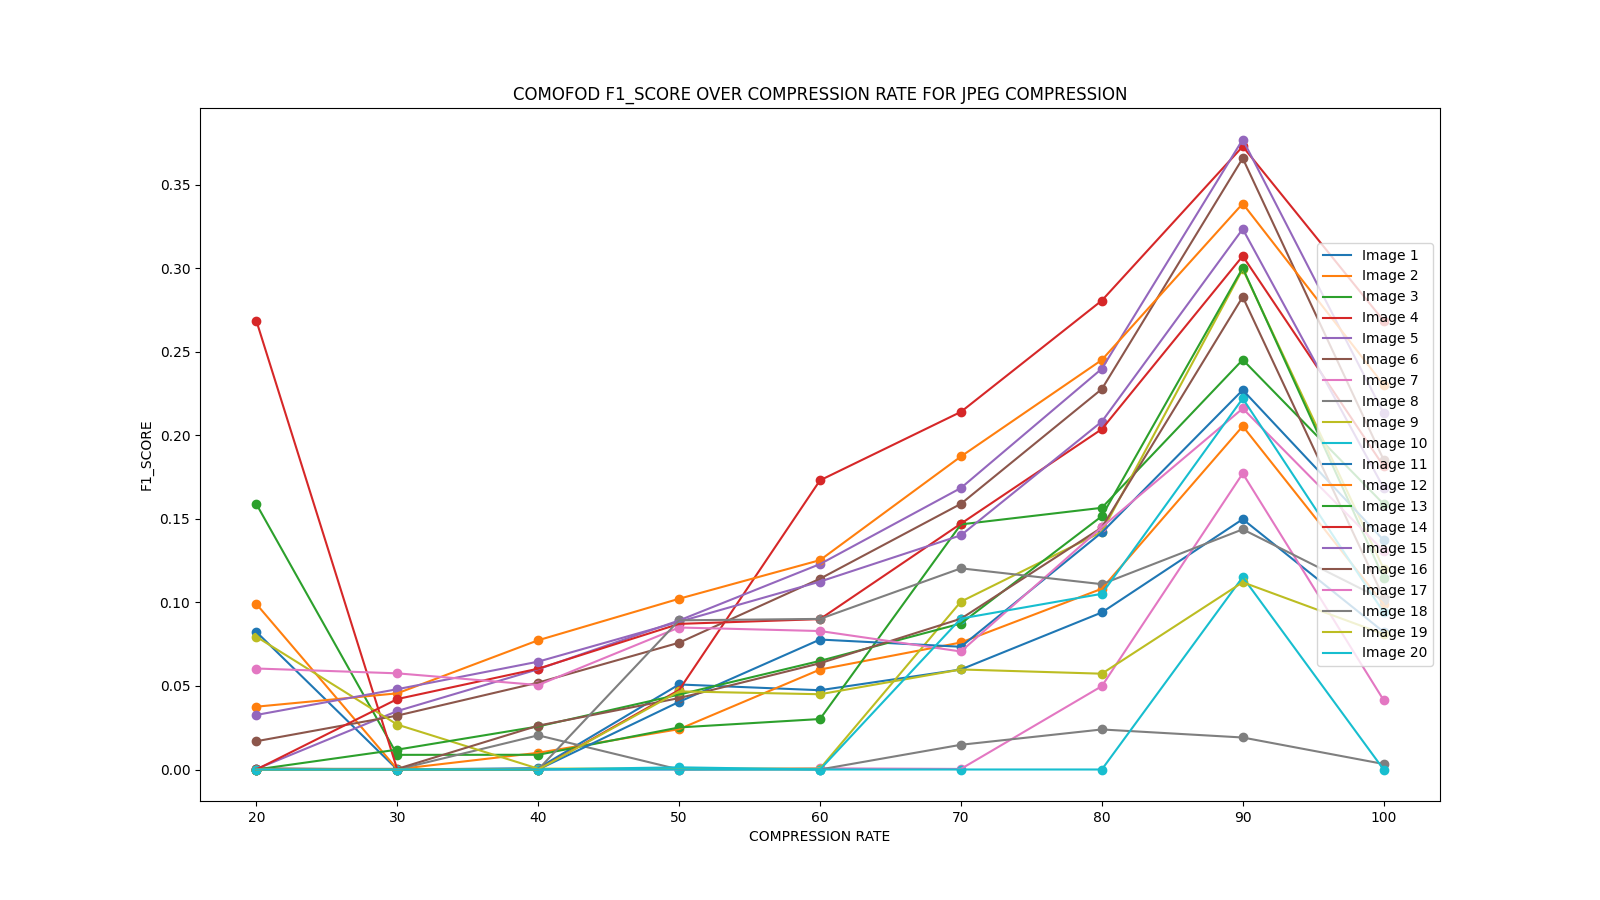 COMOFOD F1_SCORE OVER COMPRESSION RATE FOR JPEG COMPRESSION
F1_SCORE
0.35
0.30
0.25
0.20
0.15
0.10
0.05
0.00
20 30 40 50 60 70 80 90 100
COMPRESSION RATE
Image 1
Image 2
Image 3
Image 4
Image 5
Image 6
Image 7
Image 8
Image 9
Image 10
Image 11
Image 12
Image 13
Image 14
Image 15
Image 16
Image 17
Image 18
Image 19
Image 20